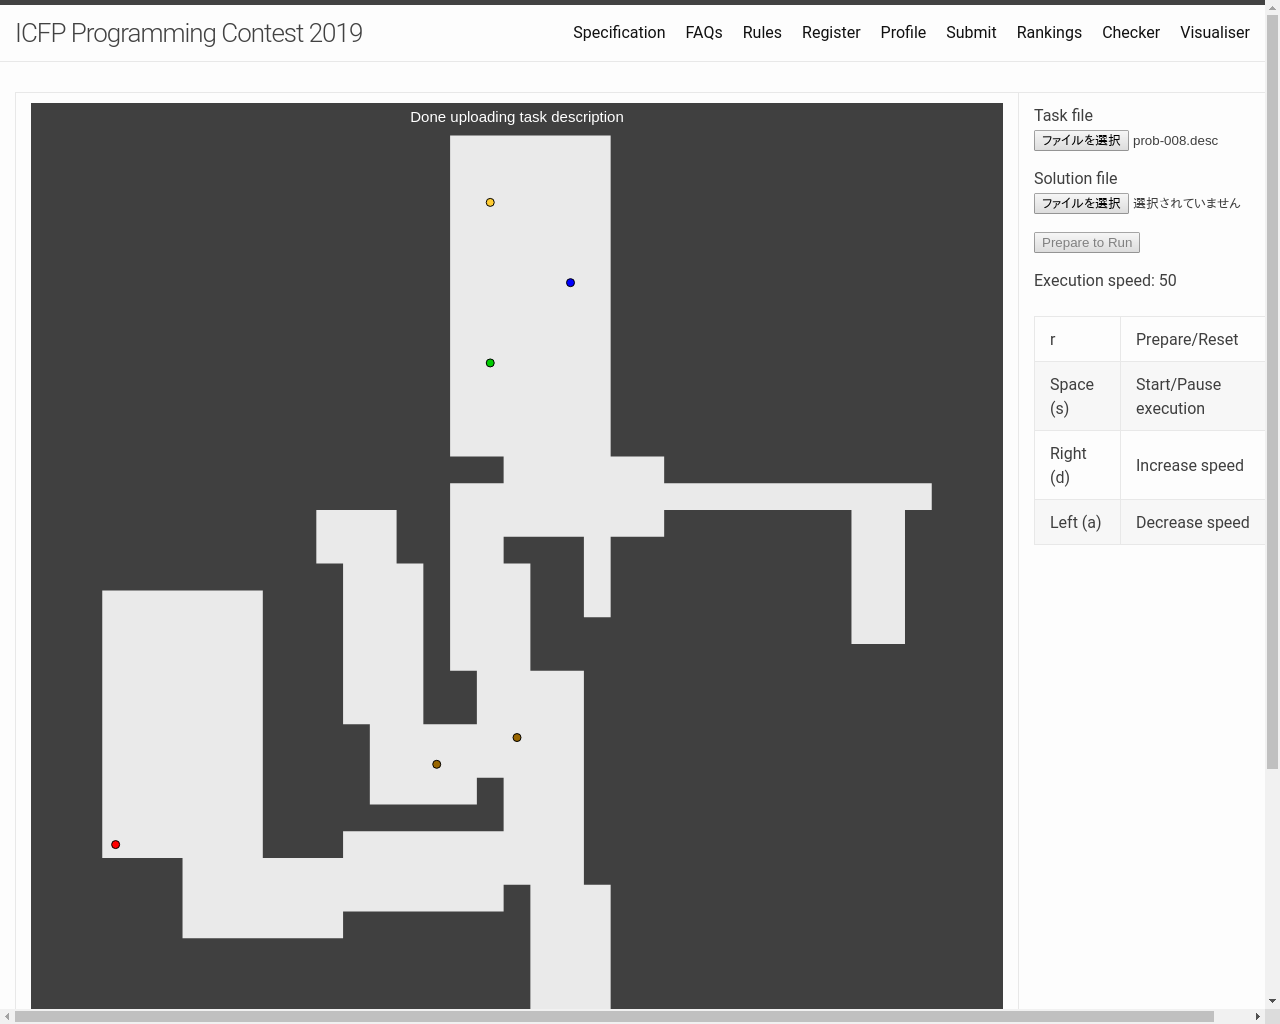 ICFP Programming Contest 2019
Specification FAQs Rules Register Profile Submit Rankings Checker Visualiser
Done uploading task description
Task file
ファイルを選択 prob-008.desc
Solution file
ファイルを選択 選択されていません
Prepare to Run
Execution speed: 50
r Prepare/Reset
Space Start/Pause
(s) execution
Right Increase speed
(d)
Left (a) Decrease speed